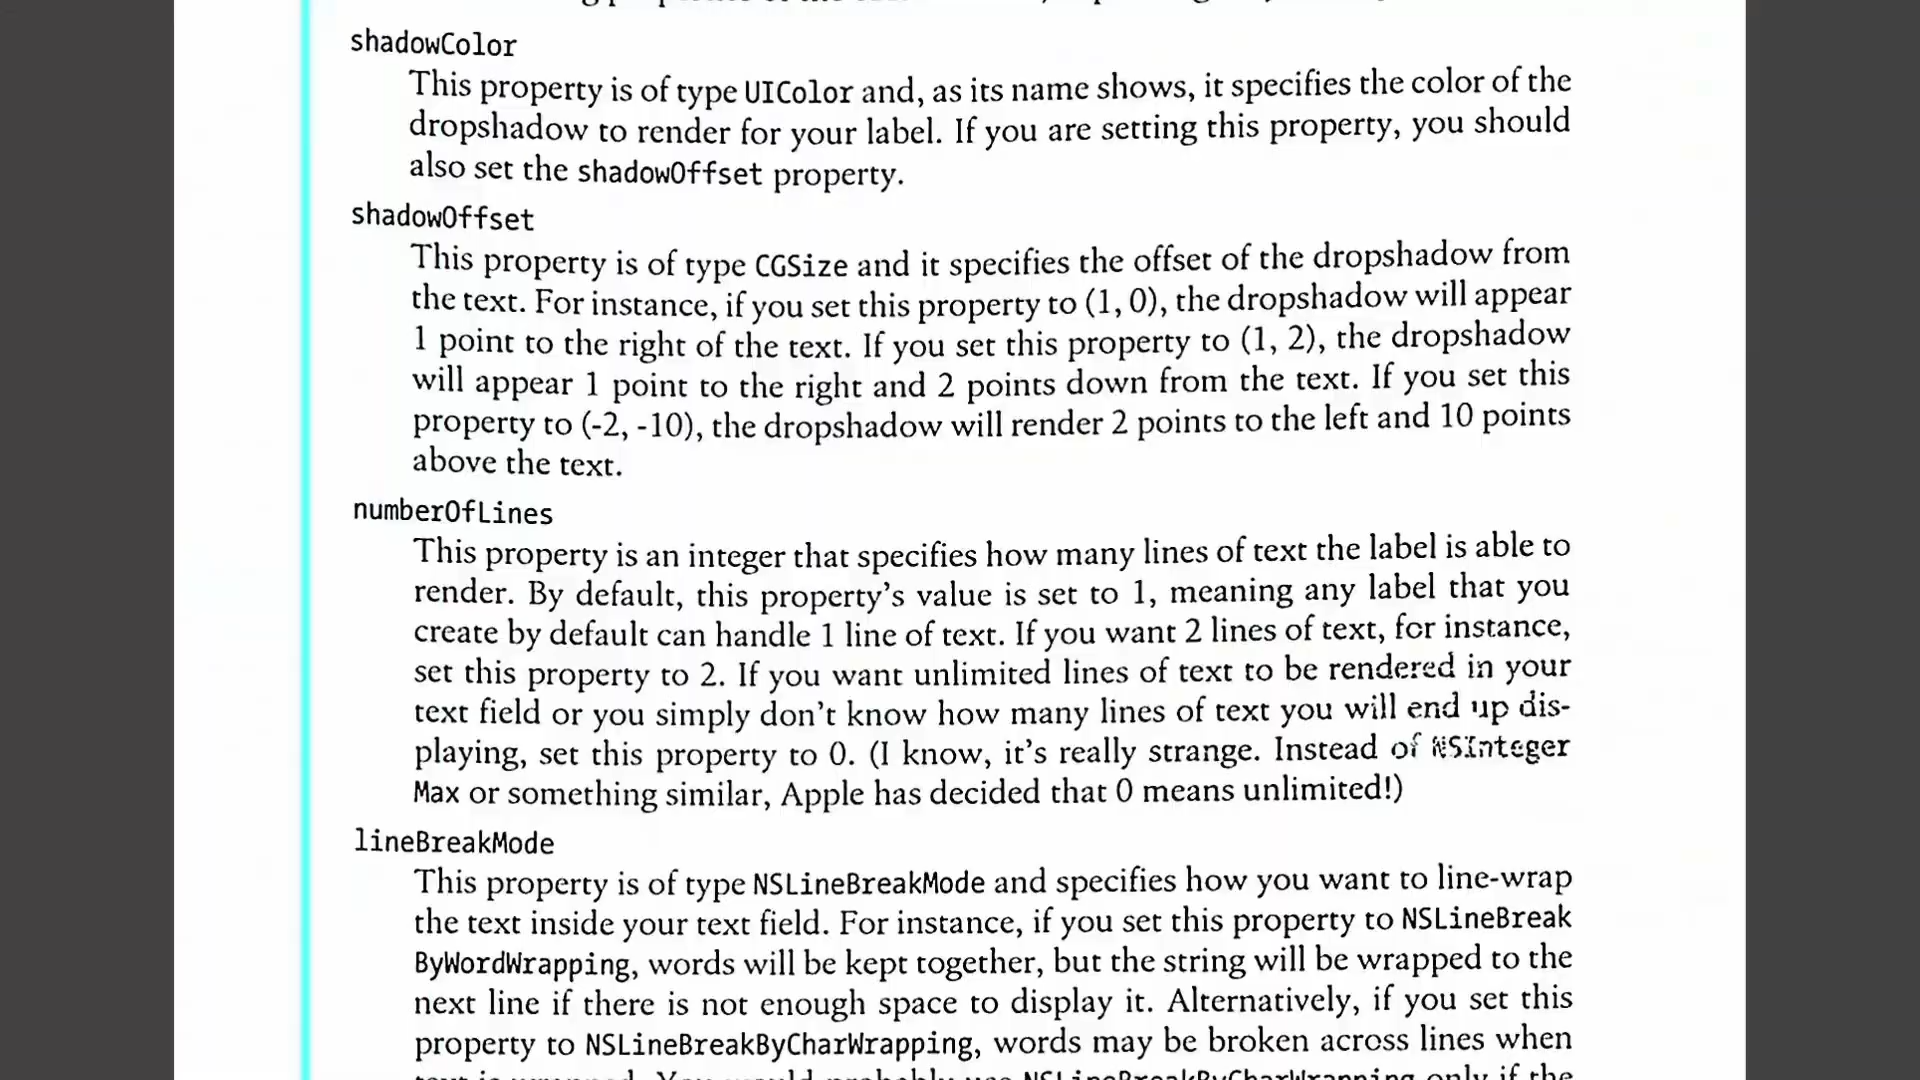 shadowColor
This property is of type UIColor and, as its name shows, it specifies the color of the
dropshadow to render for your label. If you are setting this property, you should
also set the shadowOffset property.
shadowOffset
This property is of type CGSize and it specifies the offset of the dropshadow from
the text. For instance, if you set this property to (1, 0), the dropshadow will appear
1 point to the right of the text. If you set this property to (1, 2), the dropshadow
will appear 1 point to the right and 2 points down from the text. If you set this
property to (-2, -10), the dropshadow will render 2 points to the left and 10 points
above the text.
numberOfLines
This property is an integer that specifies how many lines of text the label is able to
render. By default, this property’s value is set to 1, meaning any label that you
create by default can handle 1 line of text. If you want 2 lines of text, for instance,
set this property to 2. If you want unlimited lines of text to be rendered in your
text field or you simply don’t know how many lines of text you will end up dis-
playing, set this property to 0. (I know, it’s really strange. Instead of NSInteger
Max or something similar, Apple has decided that 0 means unlimited!)
lineBreakMode
This property is of type NSLineBreakMode and specifies how you want to line-wrap
the text inside your text field. For instance, if you set this property to NSLineBreak
ByWordWrapping, words will be kept together, but the string will be wrapped to the
next line if there is not enough space to display it. Alternatively, if you set this
property to NSLineBreakByCharWrapping, words may be broken across lines when
text is wrapped. You would probably use NSLineBreakByCharWrapping only if the